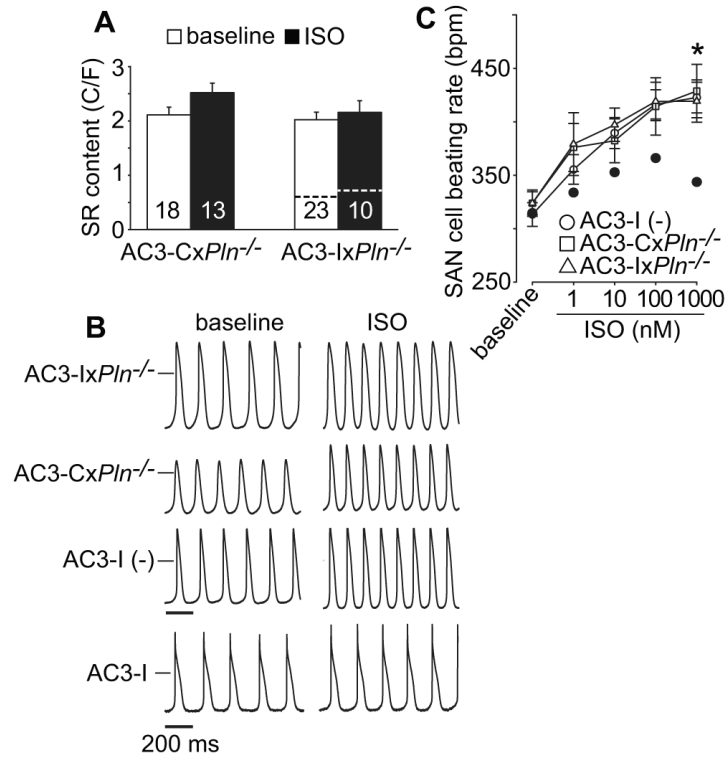 A
baseline ISO
SR content (C/F)
3
2
1
0
18 13 23 10
AC3-CxPln-/- AC3-IxPln-/-
B
baseline ISO
AC3-IxPln-/-
AC3-CxPln-/-
AC3-I (-)
AC3-I
200 ms
C
SAN cell beating rate (bpm)
450
350
250
*
AC3-I (-)
AC3-CxPln-/-
AC3-IxPln-/-
baseline 1 10 100 1000
ISO (nM)